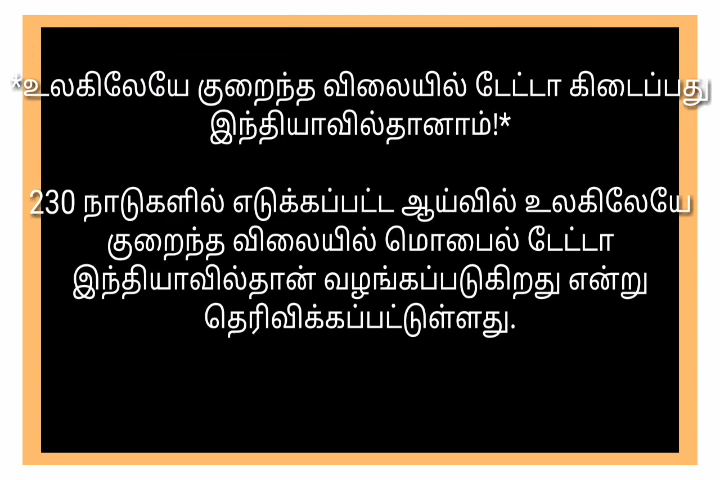 *உலகிலேயே குறைந்த விலையில் டேட்டா கிடைப்பது
இந்தியாவில்தானாம்!*
230 நாடுகளில் எடுக்கப்பட்ட ஆய்வில் உலகிலேயே
குறைந்த விலையில் மொபைல் டேட்டா
இந்தியாவில்தான் வழங்கப்படுகிறது என்று
தெரிவிக்கப்பட்டுள்ளது.